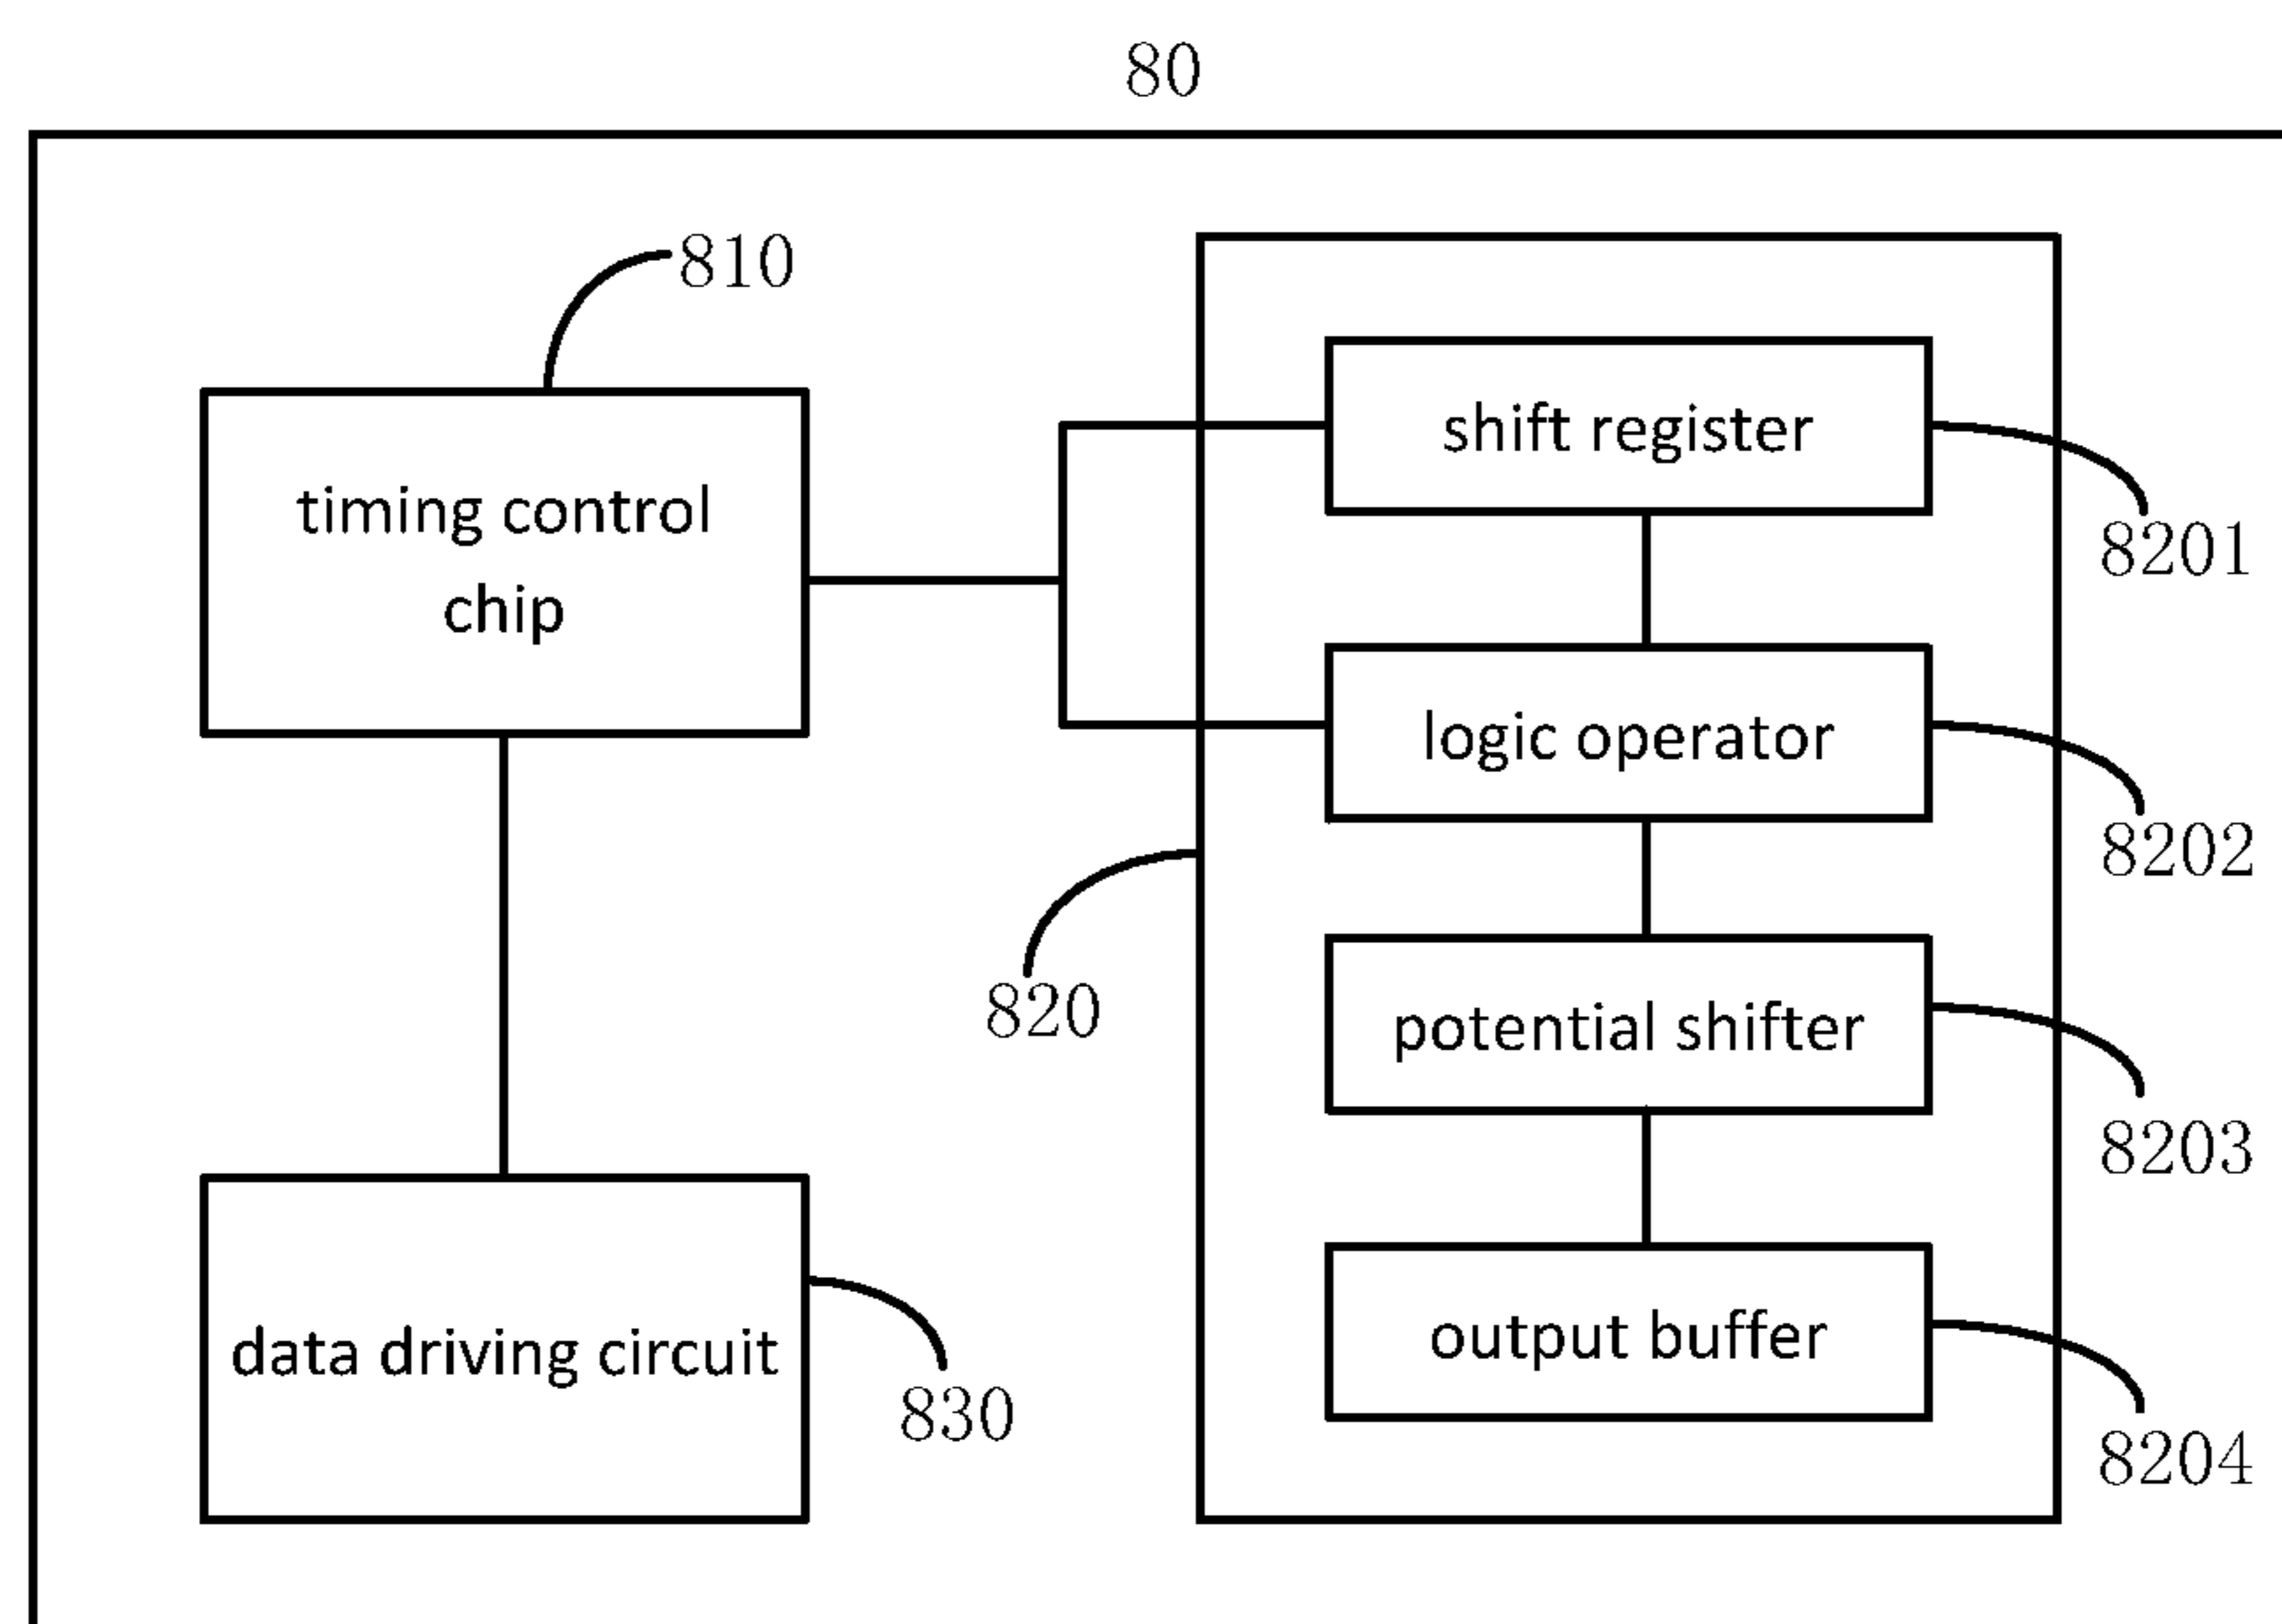 80
810
timing control
chip
shift register
8201
logic operator
8202
820
potential shifter
8203
data driving circuit
830
output buffer
8204